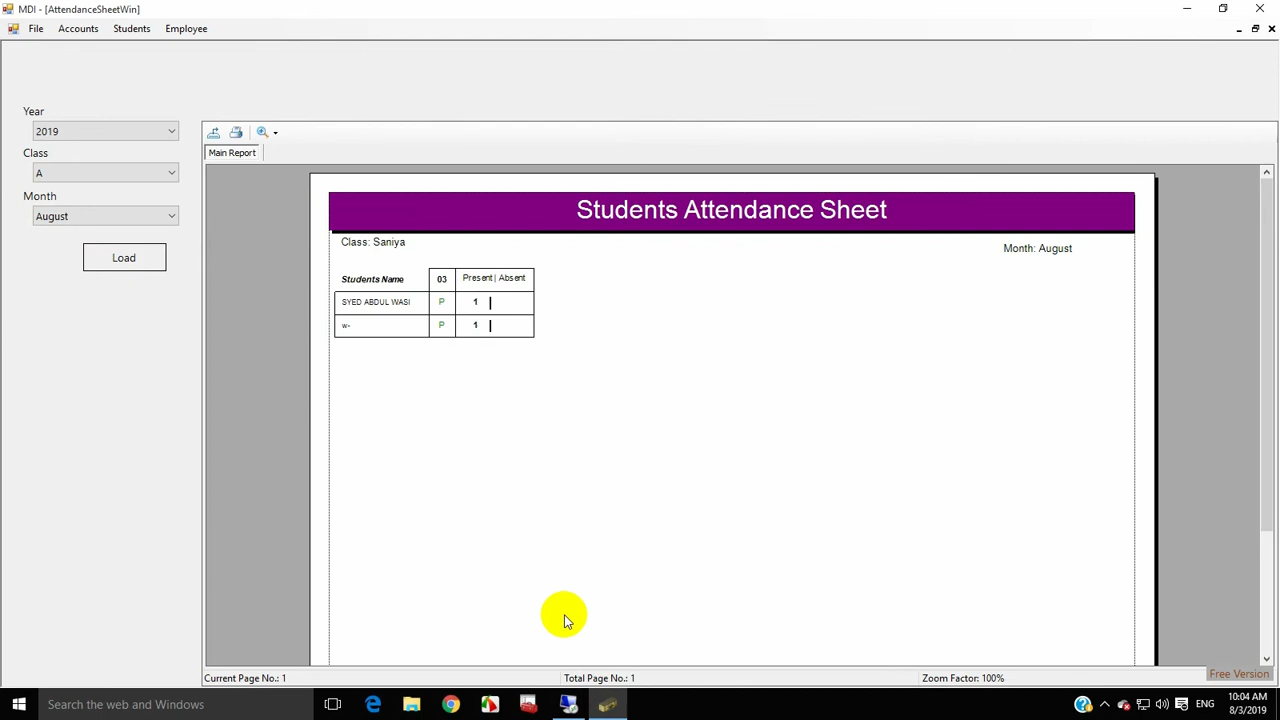 MDI - [AttendanceSheetWin]
File Accounts Students Employee
Year
2019
Class
A
Month
August
Load
Main Report
Students Attendance Sheet
Class: Saniya
Month: August
Students Name 03 Present | Absent
SYED ABDUL WASI P 1 |
w- P 1 |
Current Page No.: 1 Total Page No.: 1 Zoom Factor: 100%
Free Version
Search the web and Windows
ENG
10:04 AM
8/3/2019